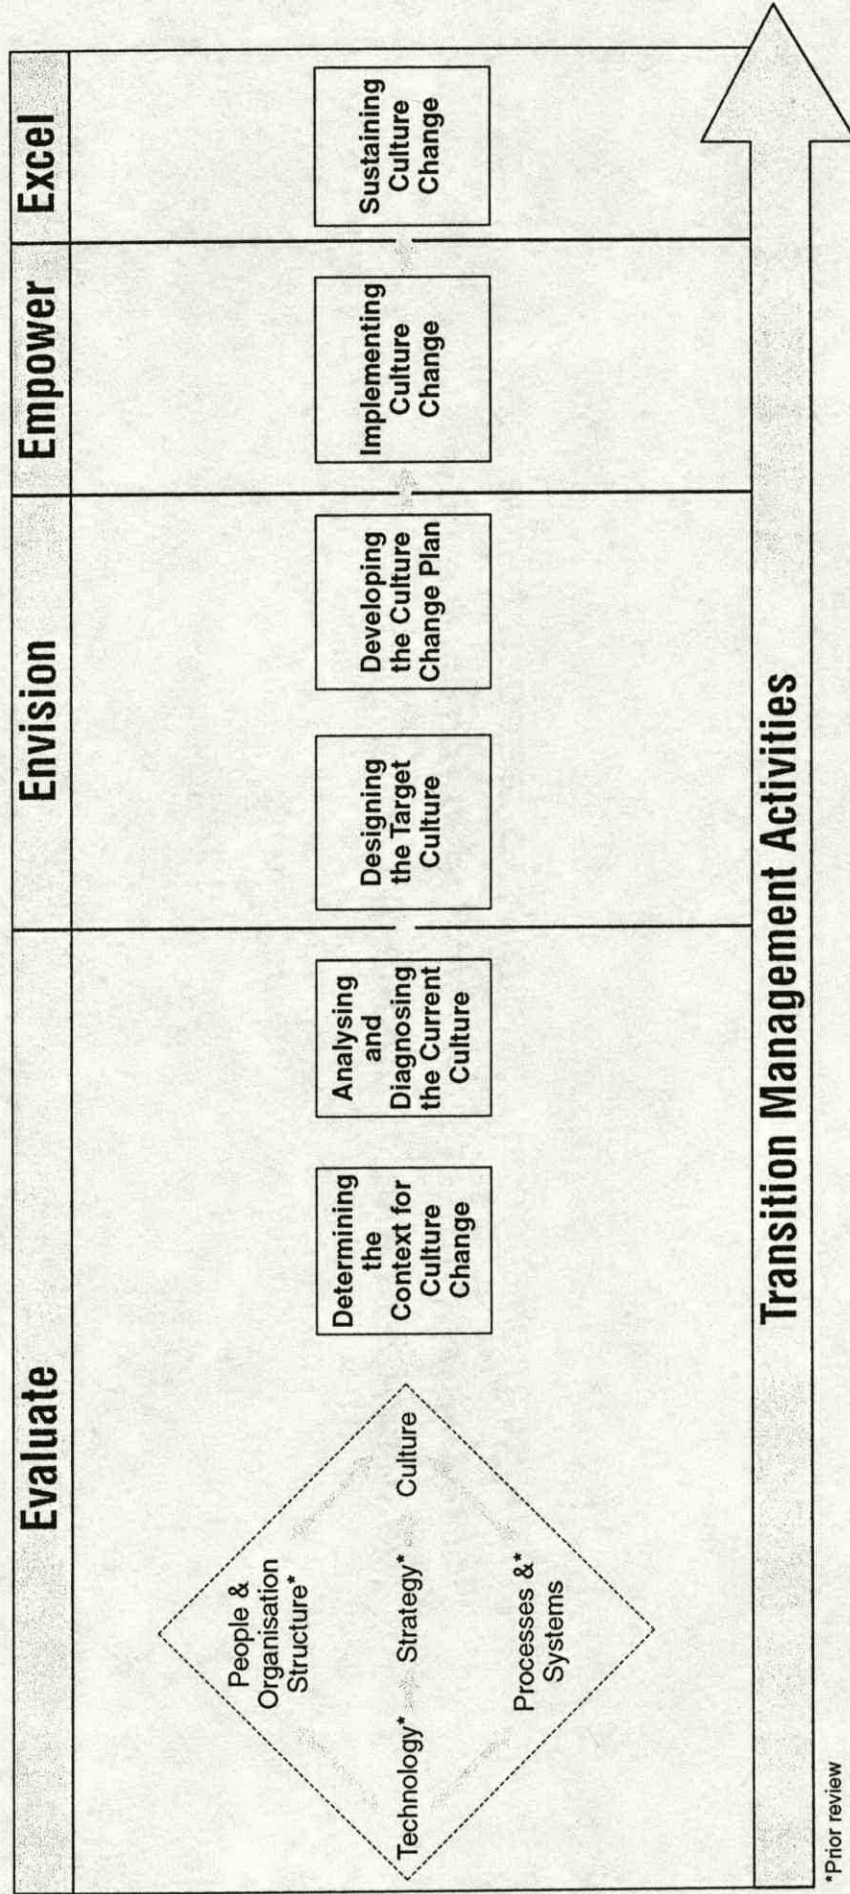 Evaluate
Envision
Empower
Excel
People &
Organisation
Structure*
Technology*
Strategy*
Culture
Processes &*
Systems
Determining
the
Context for
Culture
Change
Analysing
and
Diagnosing
the Current
Culture
Designing
the Target
Culture
Developing
the Culture
Change Plan
Implementing
Culture
Change
Sustaining
Culture
Change
Transition Management Activities
*Prior review